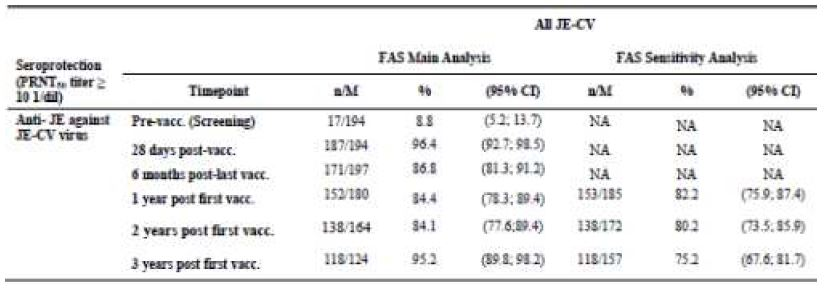 All JE-CV
Seroprotection (PRNT₅₀ titer ≥ 10 1/dil) FAS Main Analysis FAS Sensitivity Analysis
Timepoint n/M % (95% CI) n/M % (95% CI)
Anti- JE against JE-CV virus Pre-vacc. (Screening) 17/194 8.8 (5.2; 13.7) NA NA NA
28 days post-vacc. 187/194 96.4 (92.7; 98.5) NA NA NA
6 months post-last vacc. 171/197 86.8 (81.3; 91.2) NA NA NA
1 year post first vacc. 152/180 84.4 (78.3; 89.4) 153/185 82.2 (75.9; 87.4)
2 years post first vacc. 138/164 84.1 (77.6;89.4) 138/172 80.2 (73.5; 85.9)
3 years post first vacc. 118/124 95.2 (89.8; 98.2) 118/157 75.2 (67.6; 81.7)